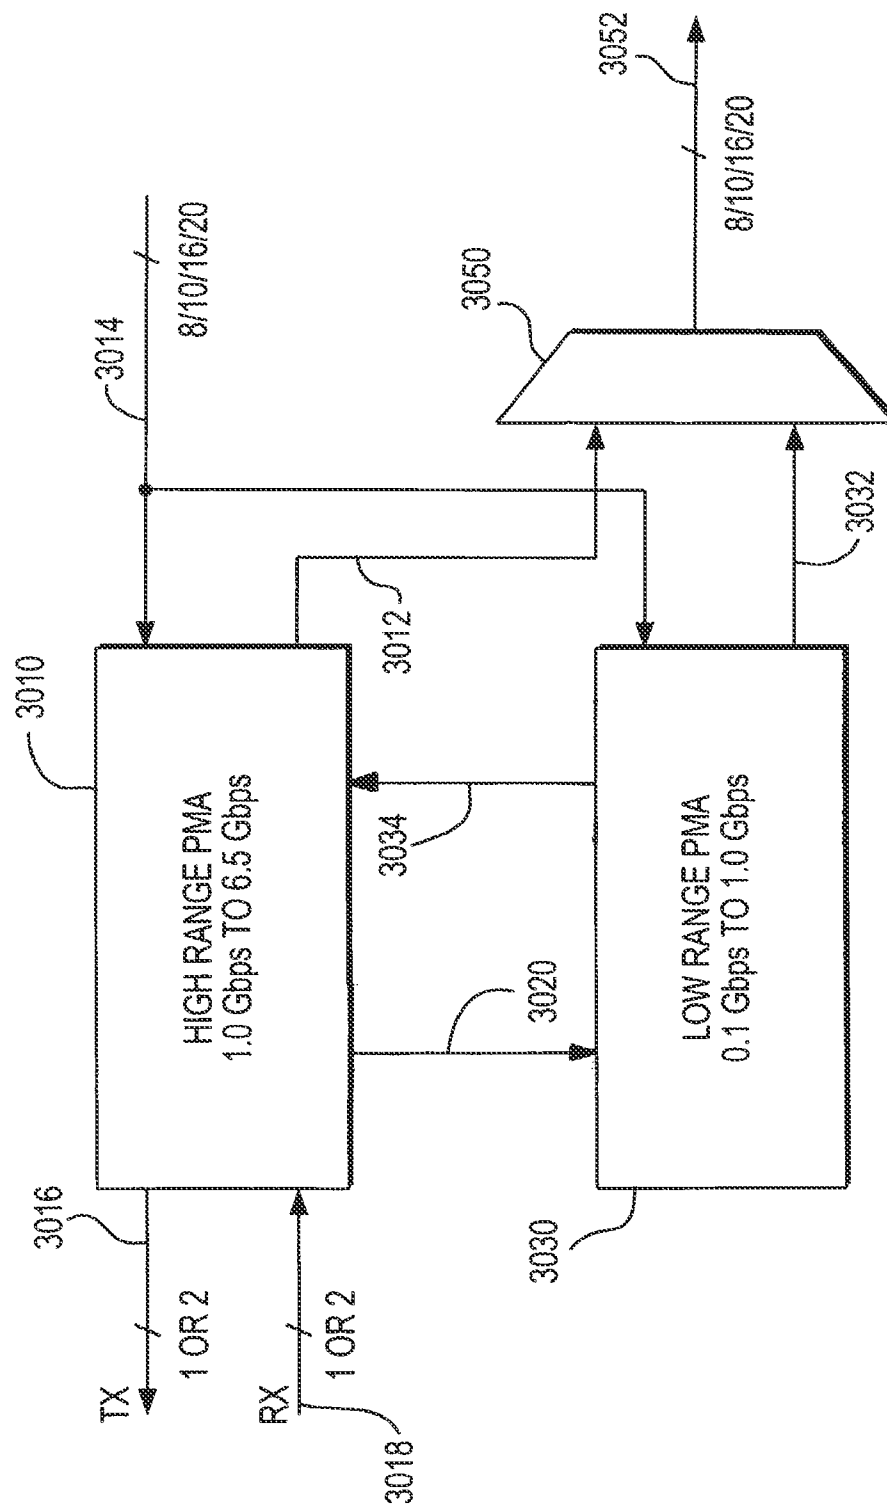 3010
3014
8/10/16/20
3016
TX
1 OR 2
RX
1 OR 2
3018
HIGH RANGE PMA
1.0 Gbps TO 6.5 Gbps
3012
3020
3034
3050
3052
8/10/16/20
3032
LOW RANGE PMA
0.1 Gbps TO 1.0 Gbps
3030